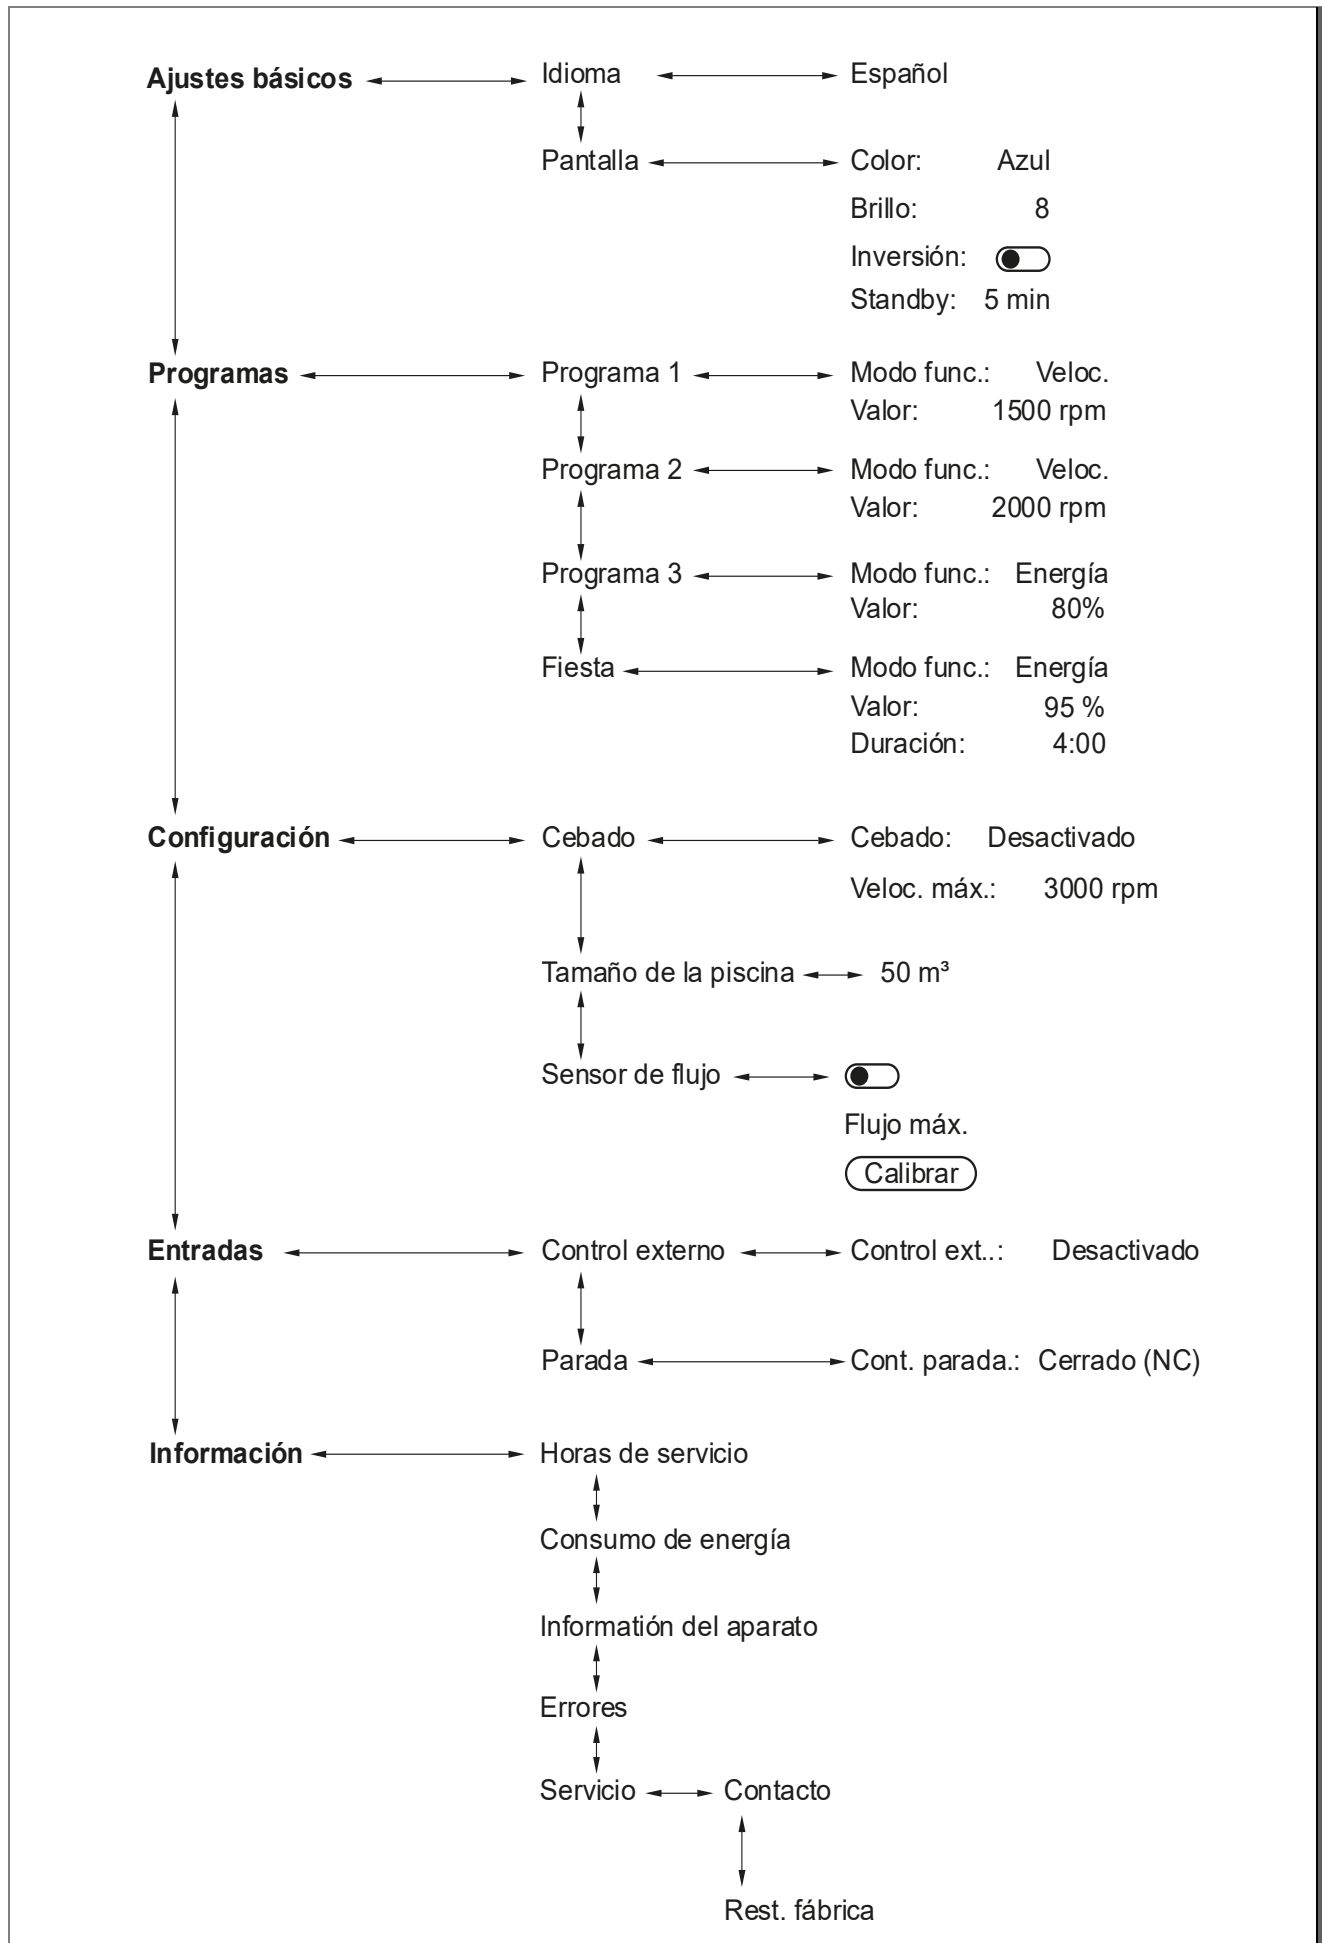 Ajustes básicos Idioma Español
Pantalla Color: Azul
Brillo: 8
Inversión:
Standby: 5 min
Programas Programa 1 Modo func.: Veloc.
Valor: 1500 rpm
Programa 2 Modo func.: Veloc.
Valor: 2000 rpm
Programa 3 Modo func.: Energía
Valor: 80%
Fiesta Modo func.: Energía
Valor: 95 %
Duración: 4:00
Configuración Cebado Cebado: Desactivado
Veloc. máx.: 3000 rpm
Tamaño de la piscina 50 m³
Sensor de flujo
Flujo máx.
Calibrar
Entradas Control externo Control ext..: Desactivado
Parada Cont. parada.: Cerrado (NC)
Información Horas de servicio
Consumo de energía
Informatión del aparato
Errores
Servicio Contacto
Rest. fábrica